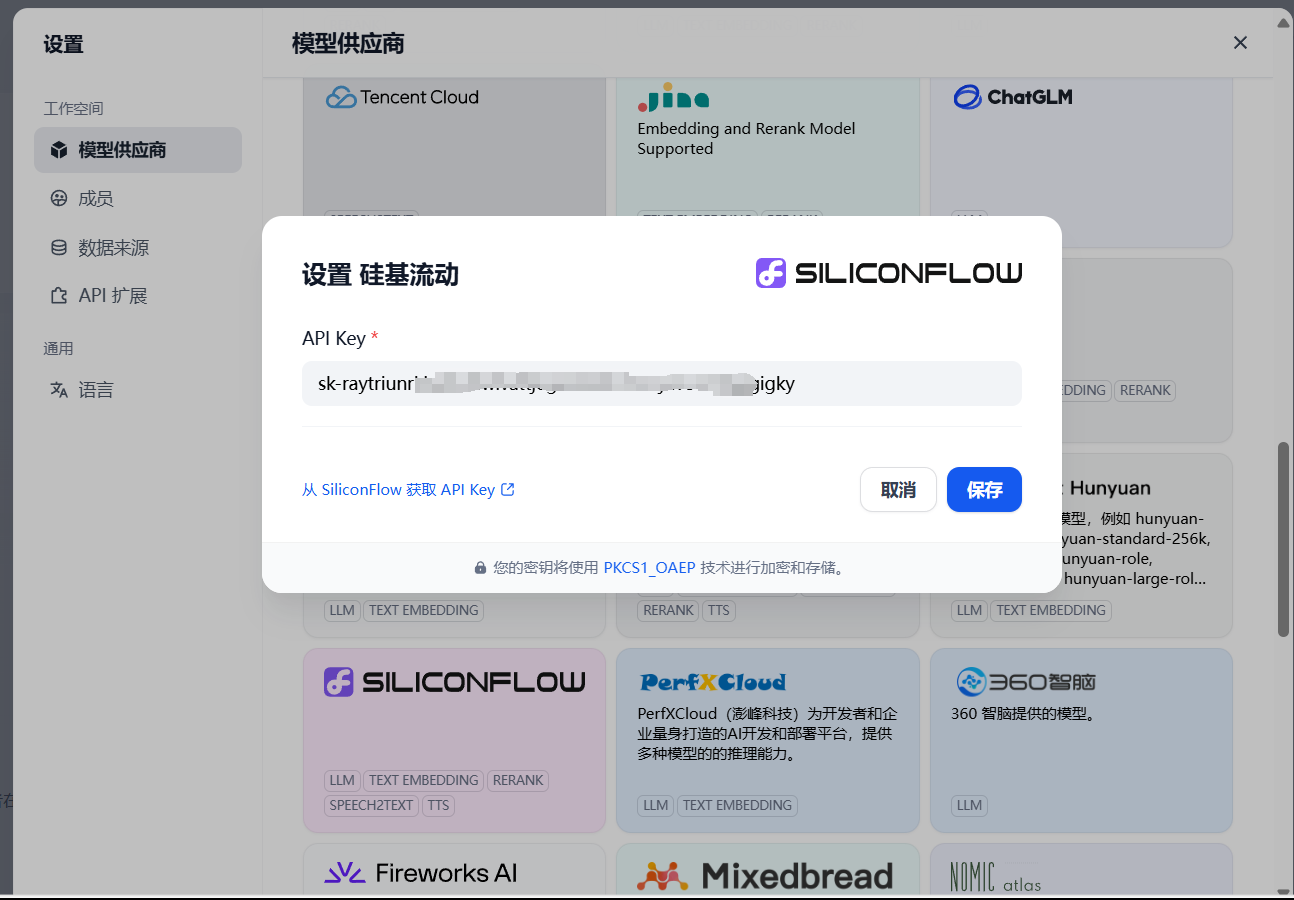 设置
模型供应商
工作空间
模型供应商
成员
数据来源
API 扩展
通用
语言
Tencent Cloud
Jina
Embedding and Rerank Model
Supported
ChatGLM
设置 硅基流动
SILICONFLOW
API Key *
从 SiliconFlow 获取 API Key
取消
保存
您的密钥将使用 PKCS1_OAEP 技术进行加密和存储。
RERANK
Hunyuan
模型，例如 hunyuan-
yuan-standard-256k,
unyuan-role,
hunyuan-large-rol...
LLM TEXT EMBEDDING
RERANK TTS
LLM TEXT EMBEDDING
SILICONFLOW
LLM TEXT EMBEDDING RERANK
SPEECH2TEXT TTS
PerfXCloud
PerfXCloud（澎峰科技）为开发者和企
业量身打造的AI开发和部署平台，提供
多种模型的的推理能力。
LLM TEXT EMBEDDING
360智脑
360 智脑提供的模型。
LLM
Fireworks AI
Mixedbread
NOMIC atlas